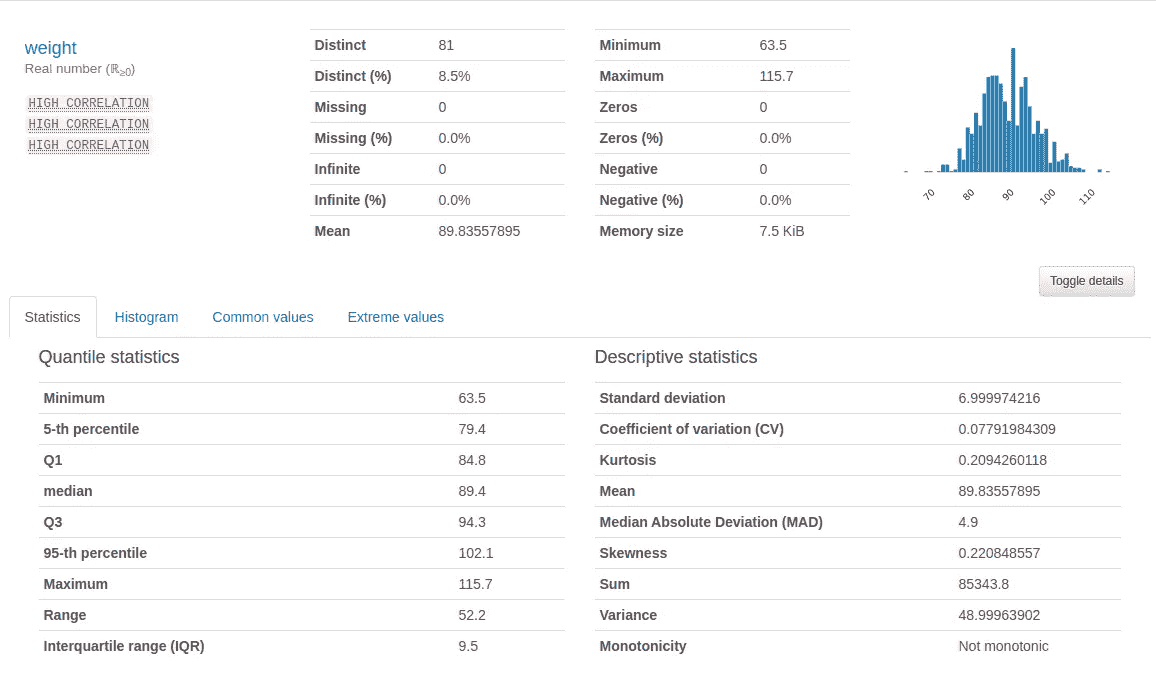 weight
Real number (ℝ≥0)
HIGH CORRELATION
HIGH CORRELATION
HIGH CORRELATION
Distinct 81
Distinct (%) 8.5%
Missing 0
Missing (%) 0.0%
Infinite 0
Infinite (%) 0.0%
Mean 89.83557895
Minimum 63.5
Maximum 115.7
Zeros 0
Zeros (%) 0.0%
Negative 0
Negative (%) 0.0%
Memory size 7.5 KiB
70 80 90 100 110
Toggle details
Statistics Histogram Common values Extreme values
Quantile statistics
Minimum 63.5
5-th percentile 79.4
Q1 84.8
median 89.4
Q3 94.3
95-th percentile 102.1
Maximum 115.7
Range 52.2
Interquartile range (IQR) 9.5
Descriptive statistics
Standard deviation 6.999974216
Coefficient of variation (CV) 0.07791984309
Kurtosis 0.2094260118
Mean 89.83557895
Median Absolute Deviation (MAD) 4.9
Skewness 0.220848557
Sum 85343.8
Variance 48.99963902
Monotonicity Not monotonic